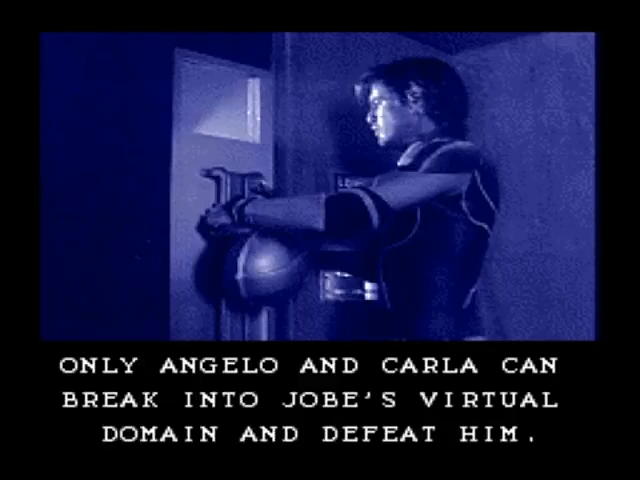 ONLY ANGELO AND CARLA CAN
BREAK INTO JOBE'S VIRTUAL
DOMAIN AND DEFEAT HIM.